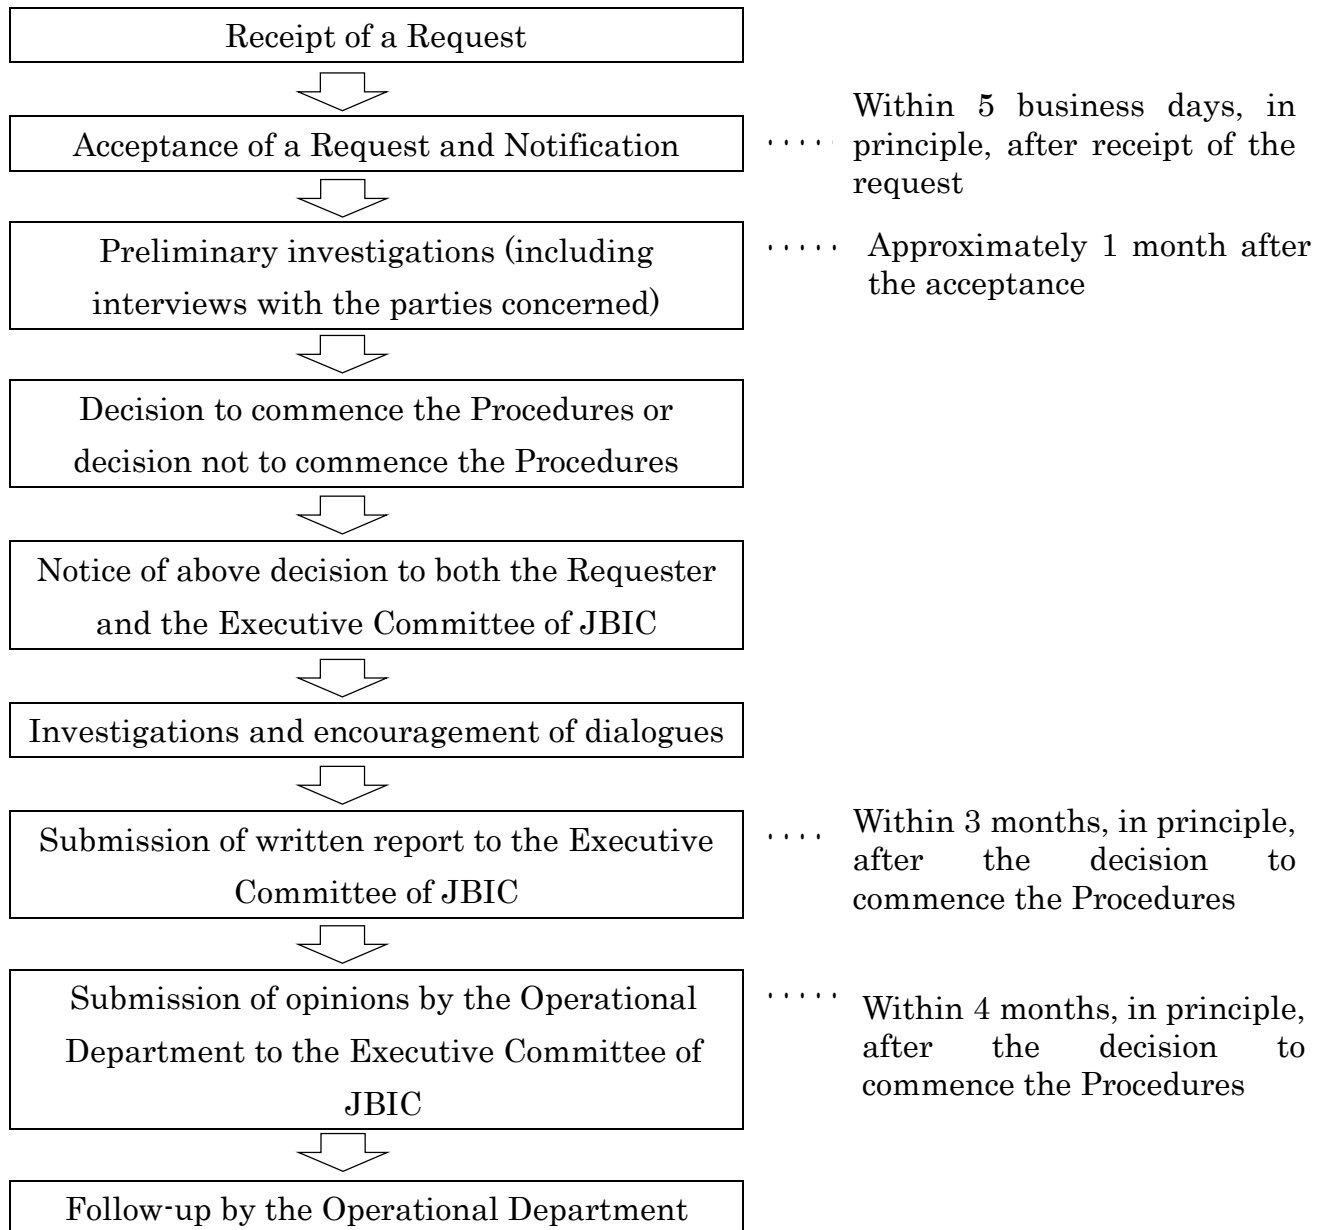 Receipt of a Request
Acceptance of a Request and Notification
Within 5 business days, in
principle, after receipt of the
request
Preliminary investigations (including
interviews with the parties concerned)
Approximately 1 month after
the acceptance
Decision to commence the Procedures or
decision not to commence the Procedures
Notice of above decision to both the Requester
and the Executive Committee of JBIC
Investigations and encouragement of dialogues
Submission of written report to the Executive
Committee of JBIC
Within 3 months, in principle,
after the decision to
commence the Procedures
Submission of opinions by the Operational
Department to the Executive Committee of
JBIC
Within 4 months, in principle,
after the decision to
commence the Procedures
Follow-up by the Operational Department